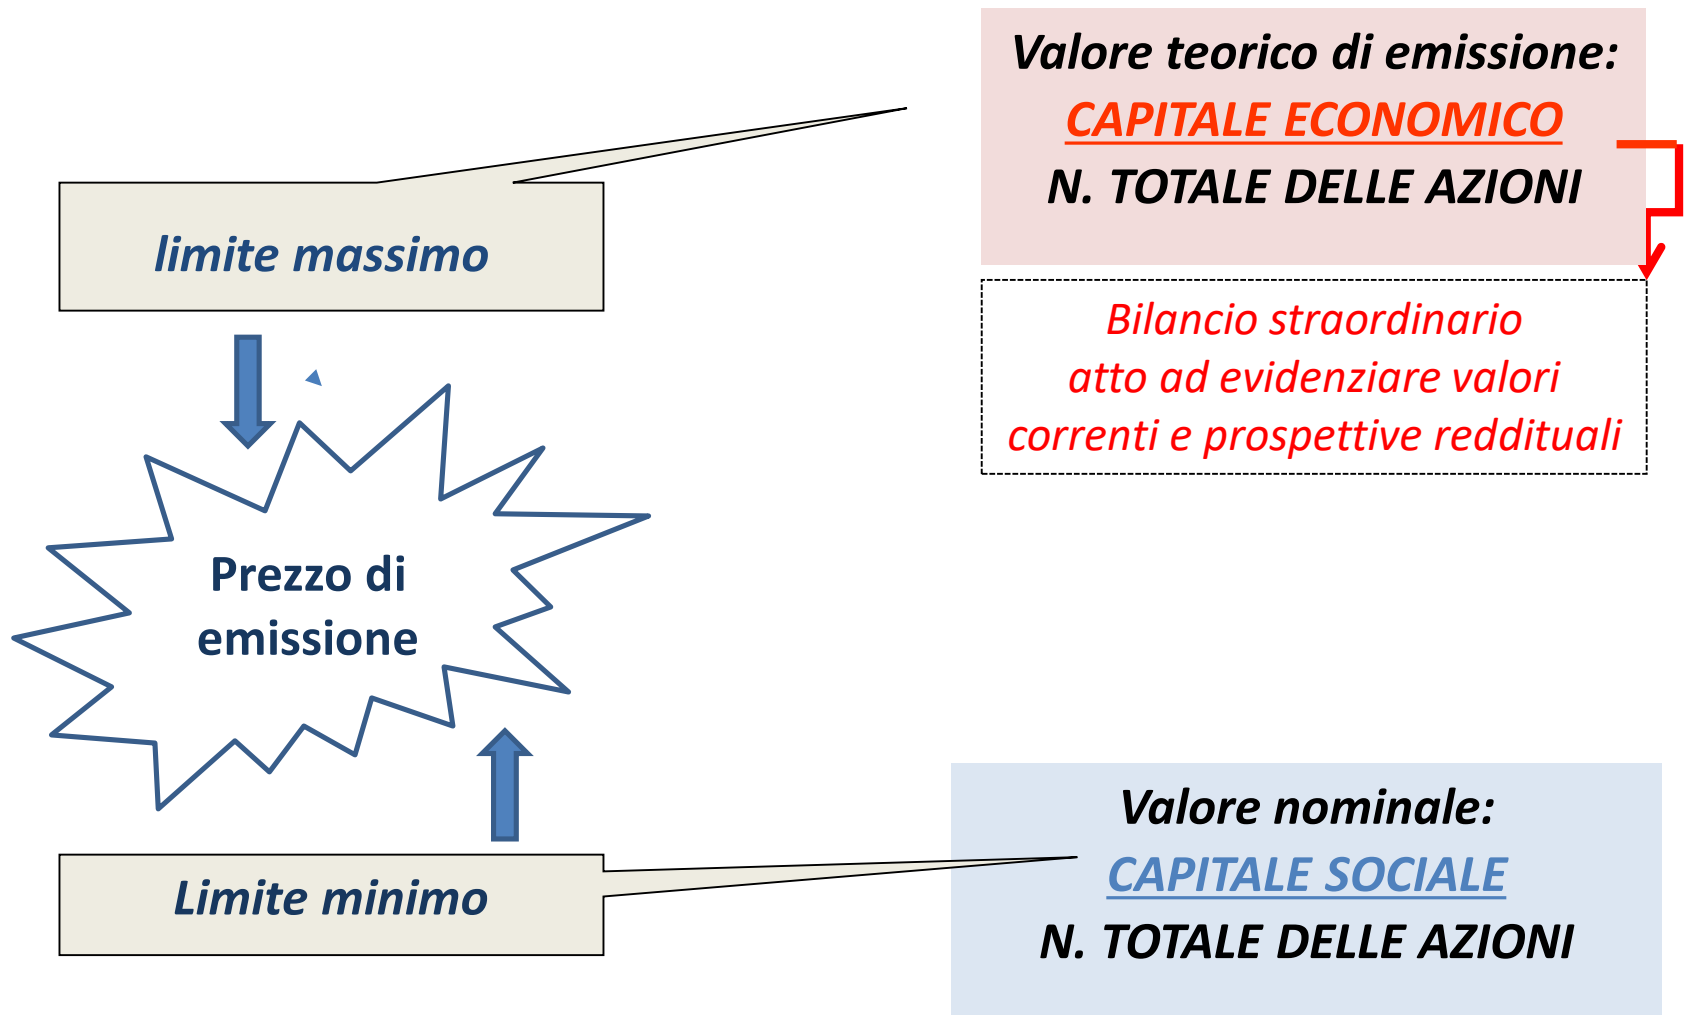 Valore teorico di emissione:
CAPITALE ECONOMICO
N. TOTALE DELLE AZIONI
limite massimo
Bilancio straordinario
atto ad evidenziare valori
correnti e prospettive reddituali
Prezzo di
emissione
Valore nominale:
CAPITALE SOCIALE
N. TOTALE DELLE AZIONI
Limite minimo